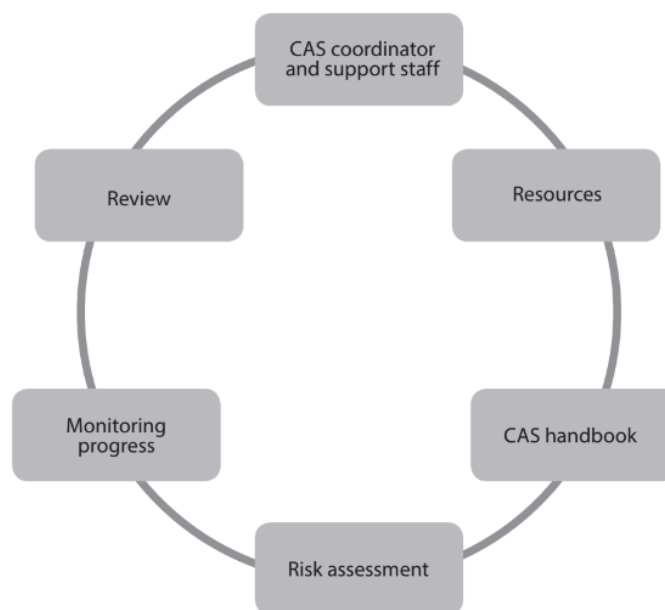 CAS coordinator
and support staff
Resources
CAS handbook
Risk assessment
Monitoring
progress
Review